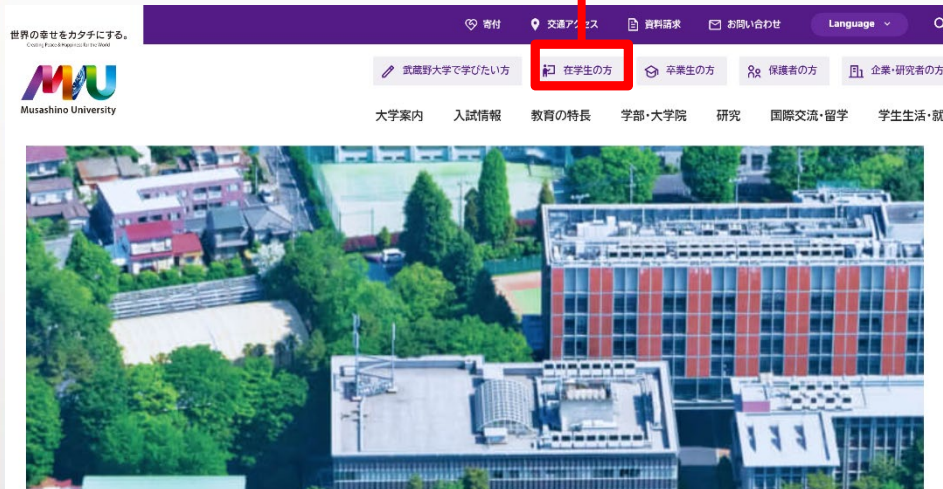 世界の幸せをカタチにする。
Creating Peace & Happiness for the World
Musashino University
寄付 交通アクセス 資料請求 お問い合わせ Language
武蔵野大学で学びたい方 在学生の方 卒業生の方 保護者の方 企業・研究者の方
大学案内 入試情報 教育の特長 学部・大学院 研究 国際交流・留学 学生生活・就